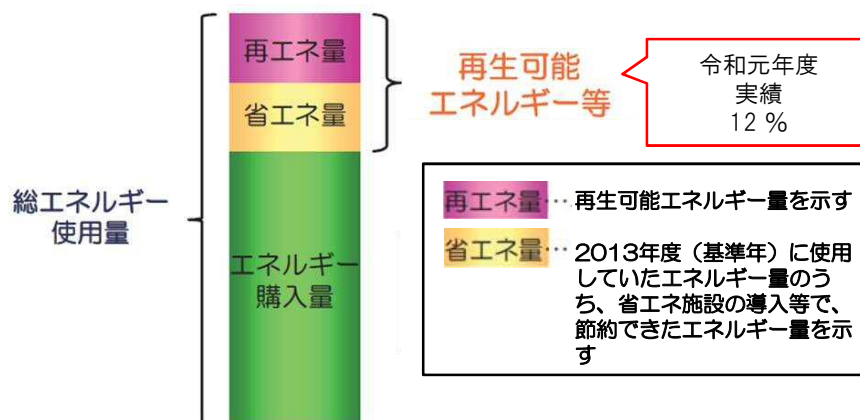 再エネ量
省エネ量
エネルギー
購入量
総エネルギー
使用量
再生可能
エネルギー等
令和元年度
実績
12 %
再エネ量… 再生可能エネルギー量を示す
省エネ量… 2013年度（基準年）に使用
していたエネルギー量のう
ち、省エネ施設の導入等で、
節約できたエネルギー量を示
す